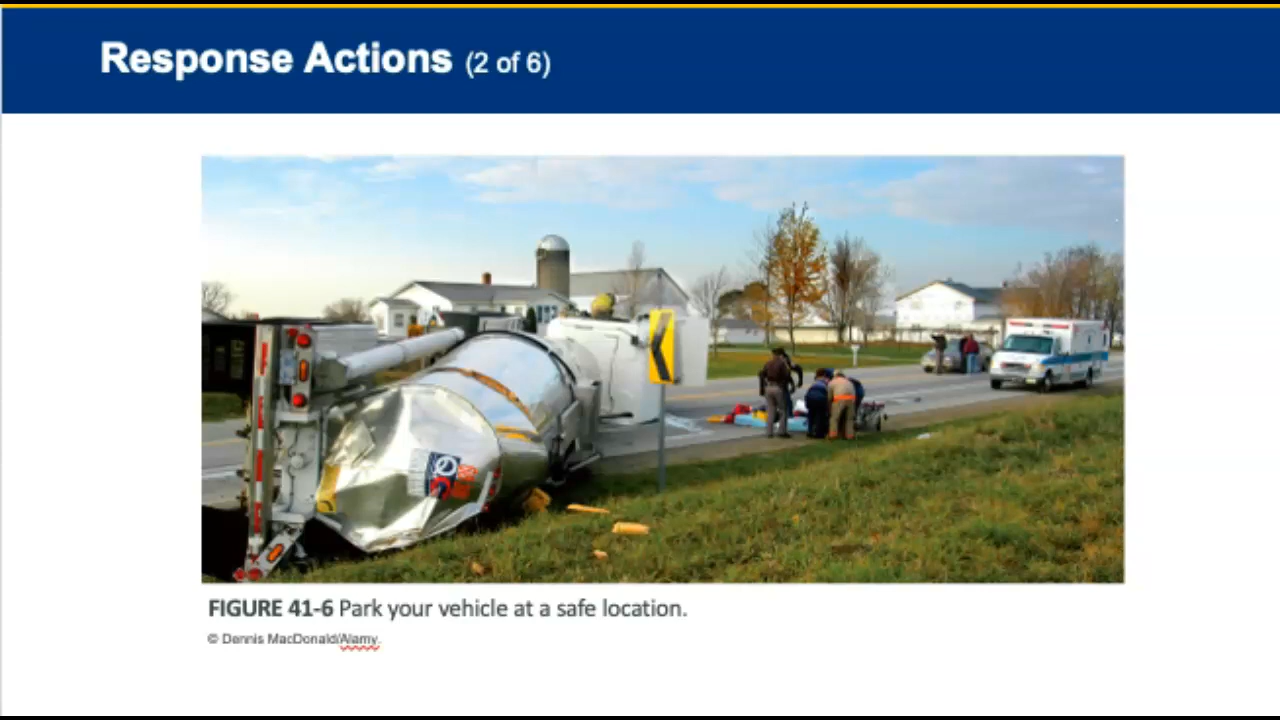 Response Actions (2 of 6)
FIGURE 41-6 Park your vehicle at a safe location.
© Dennis MacDonald/Alamy.